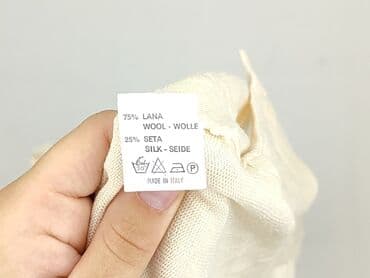 75% LANA
WOOL - WOLLE
25% SETA
SILK - SEIDE
P
MADE IN ITALY